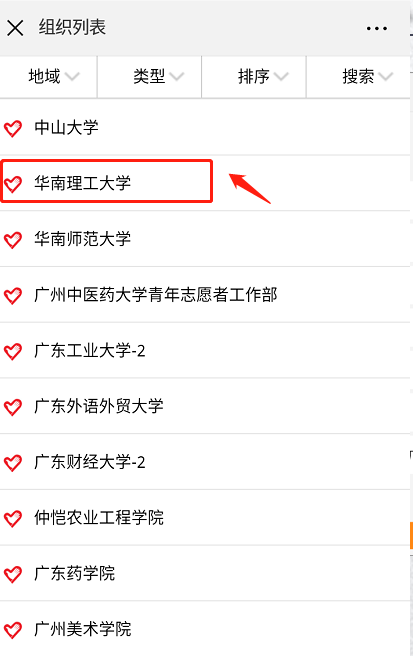 组织列表
地域 类型 排序 搜索
中山大学
华南理工大学
华南师范大学
广州中医药大学青年志愿者工作部
广东工业大学-2
广东外语外贸大学
广东财经大学-2
仲恺农业工程学院
广东药学院
广州美术学院